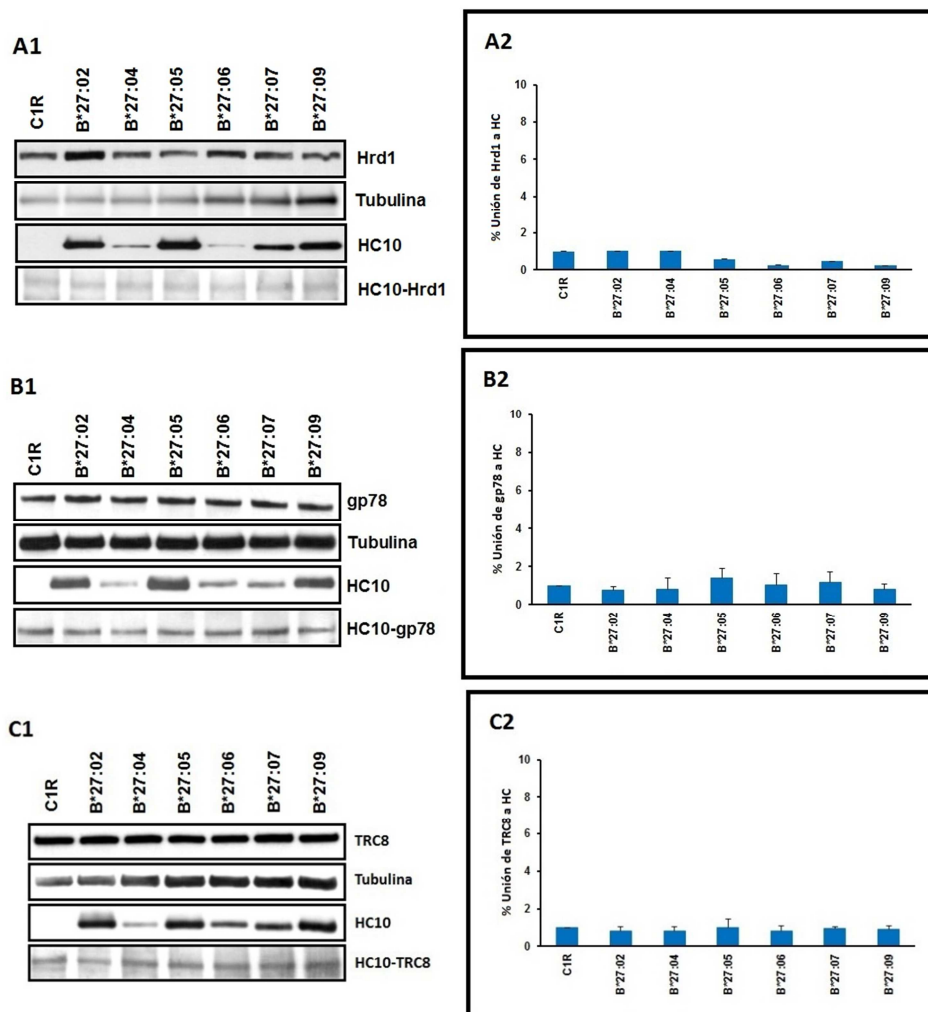 A1
C1R
B*27:02
B*27:04
B*27:05
B*27:06
B*27:07
B*27:09
Hrd1
Tubulina
HC10
HC10-Hrd1
A2
% Unión de Hrd1 a HC
10
8
6
4
2
0
C1R
B*27:02
B*27:04
B*27:05
B*27:06
B*27:07
B*27:09
B1
C1R
B*27:02
B*27:04
B*27:05
B*27:06
B*27:07
B*27:09
gp78
Tubulina
HC10
HC10-gp78
B2
% Unión de gp78 a HC
10
8
6
4
2
0
C1R
B*27:02
B*27:04
B*27:05
B*27:06
B*27:07
B*27:09
C1
C1R
B*27:02
B*27:04
B*27:05
B*27:06
B*27:07
B*27:09
TRC8
Tubulina
HC10
HC10-TRC8
C2
% Unión de TRC8 a HC
10
8
6
4
2
0
C1R
B*27:02
B*27:04
B*27:05
B*27:06
B*27:07
B*27:09